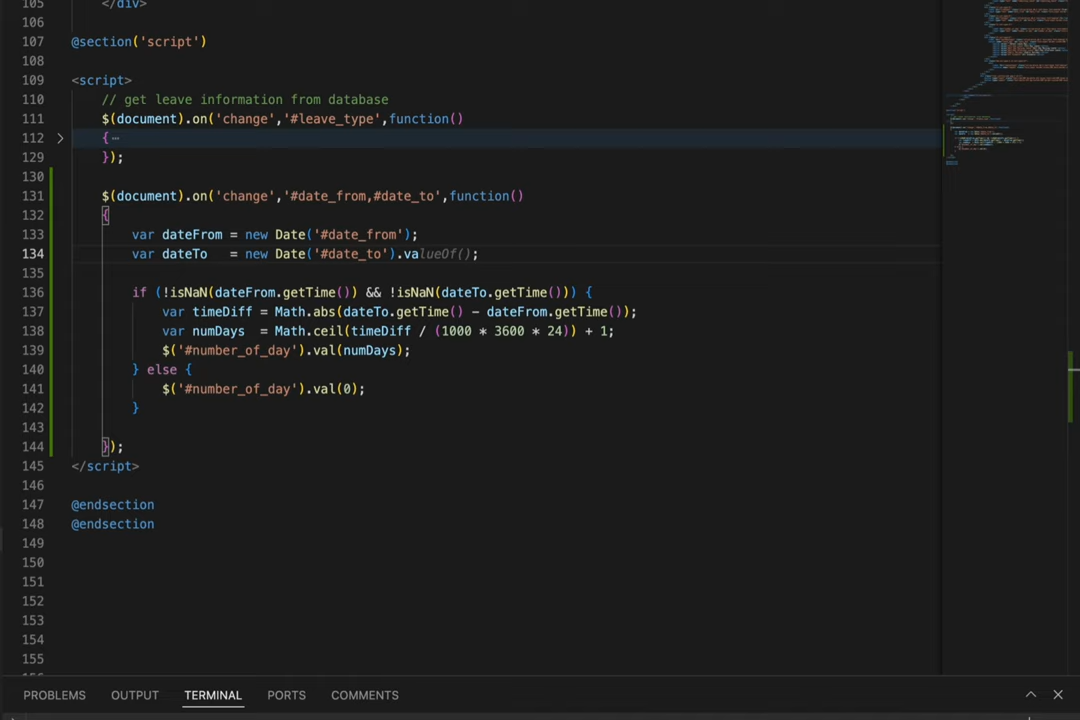 105 </div>
106
107 @section('script')
108
109 <script>
110 // get leave information from database
111 $(document).on('change','#leave_type',function()
112 {⋯
129 });
130
131 $(document).on('change','#date_from,#date_to',function()
132 {
133 var dateFrom = new Date('#date_from');
134 var dateTo   = new Date('#date_to').valueOf();
135
136 if (!isNaN(dateFrom.getTime()) && !isNaN(dateTo.getTime())) {
137 var timeDiff = Math.abs(dateTo.getTime() - dateFrom.getTime());
138 var numDays  = Math.ceil(timeDiff / (1000 * 3600 * 24)) + 1;
139 $('#number_of_day').val(numDays);
140 } else {
141 $('#number_of_day').val(0);
142 }
143
144 });
145 </script>
146
147 @endsection
148 @endsection
149
150
151
152
153
154
155
PROBLEMS OUTPUT TERMINAL PORTS COMMENTS